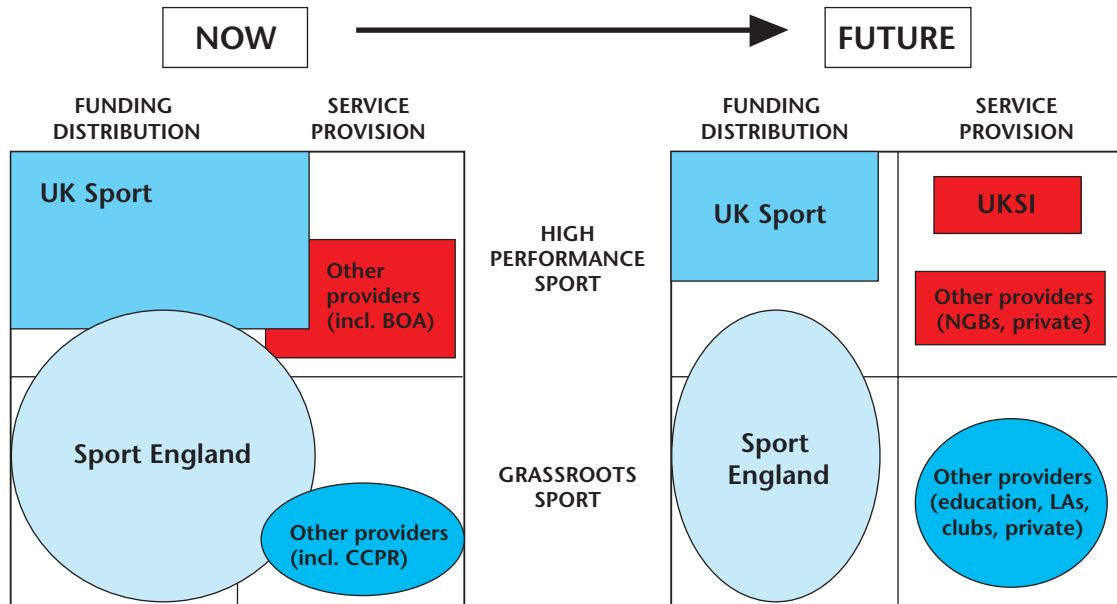 NOW
FUTURE
FUNDING
DISTRIBUTION
SERVICE
PROVISION
FUNDING
DISTRIBUTION
SERVICE
PROVISION
UK Sport
Other
providers
(incl. BOA)
HIGH
PERFORMANCE
SPORT
UK Sport
UKSI
Other providers
(NGBs, private)
Sport England
Other providers
(incl. CCPR)
GRASSROOTS
SPORT
Sport
England
Other providers
(education, LAs,
clubs, private)